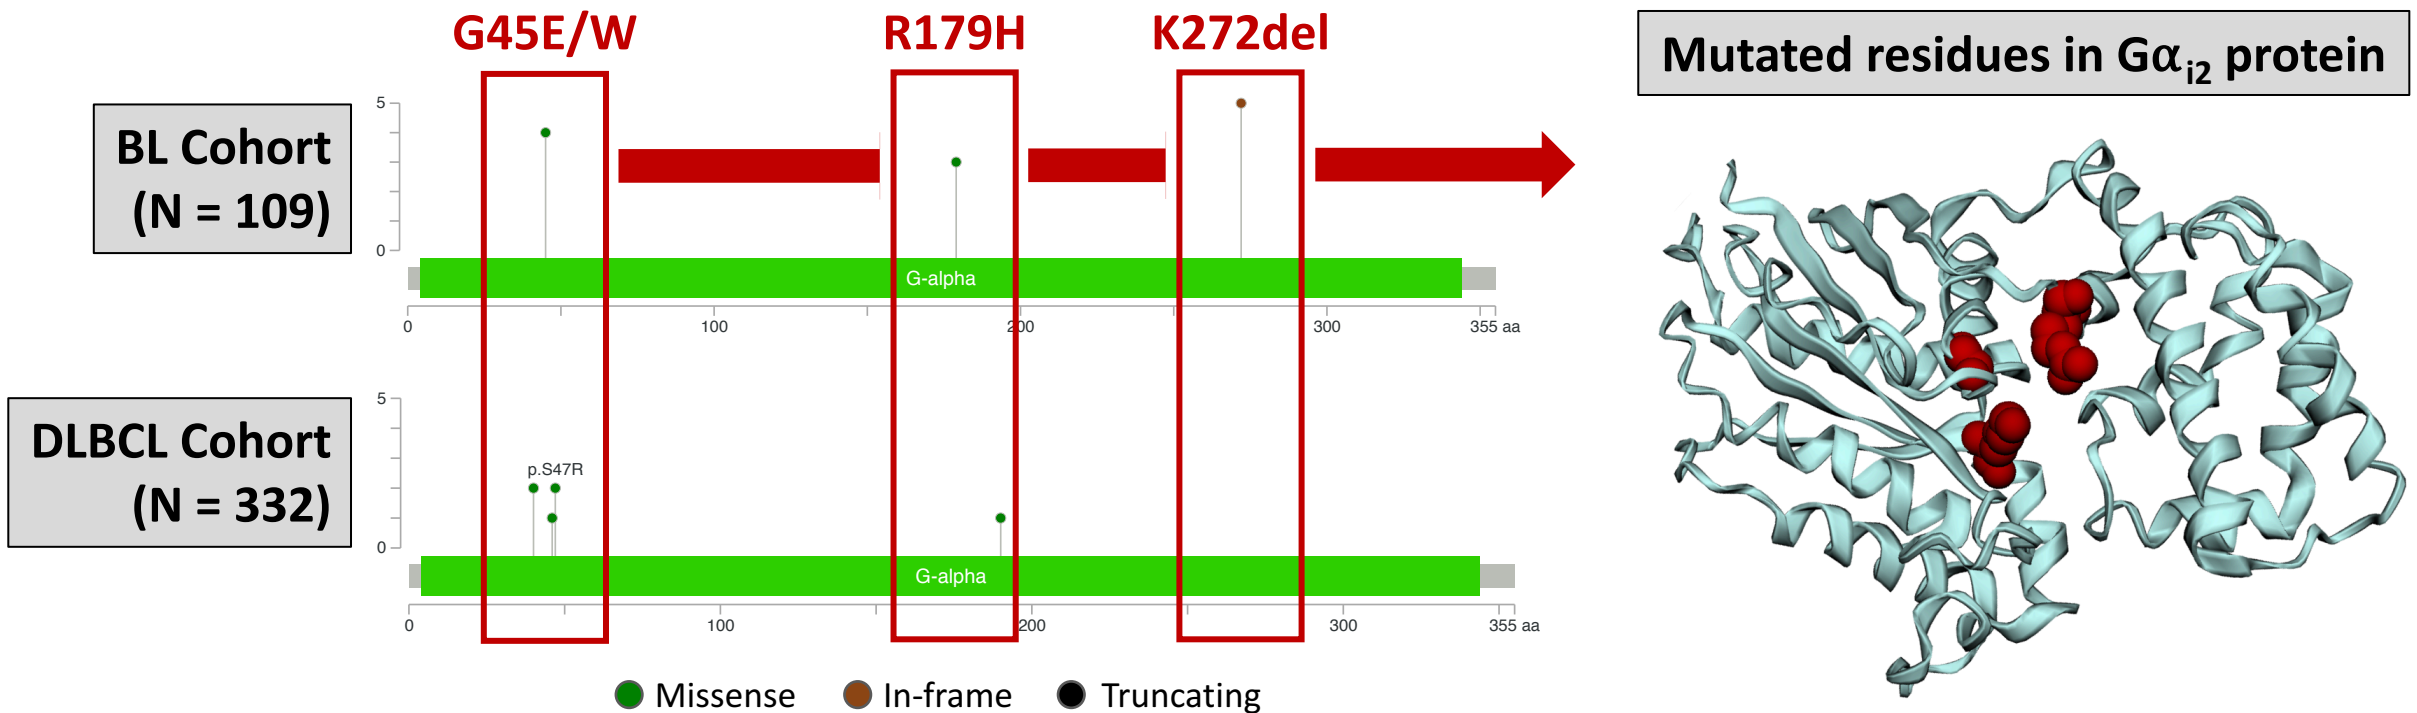 G45E/W
R179H
K272del
Mutated residues in Gαi2 protein
BL Cohort
(N = 109)
5
0
G-alpha
0
100
200
300
355 aa
DLBCL Cohort
(N = 332)
5
0
p.S47R
G-alpha
0
100
200
300
355 aa
Missense
In-frame
Truncating